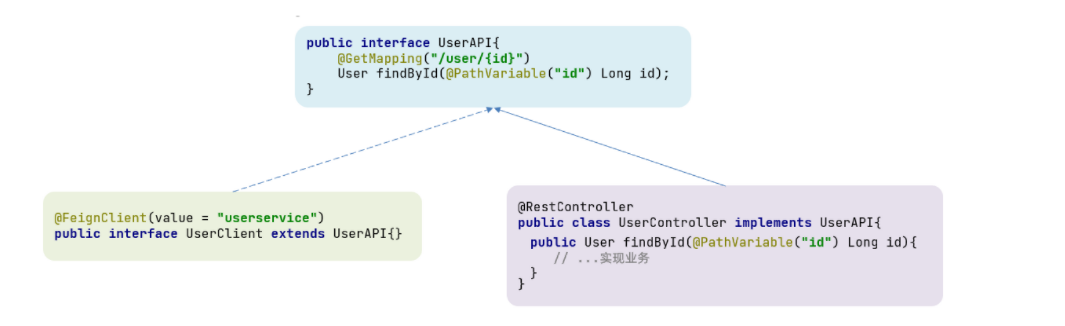 public interface UserAPI{
@GetMapping("/user/{id}")
User findById(@PathVariable("id") Long id);
}
@FeignClient(value = "userservice")
public interface UserClient extends UserAPI{}
@RestController
public class UserController implements UserAPI{
public User findById(@PathVariable("id") Long id){
// ...实现业务
}
}